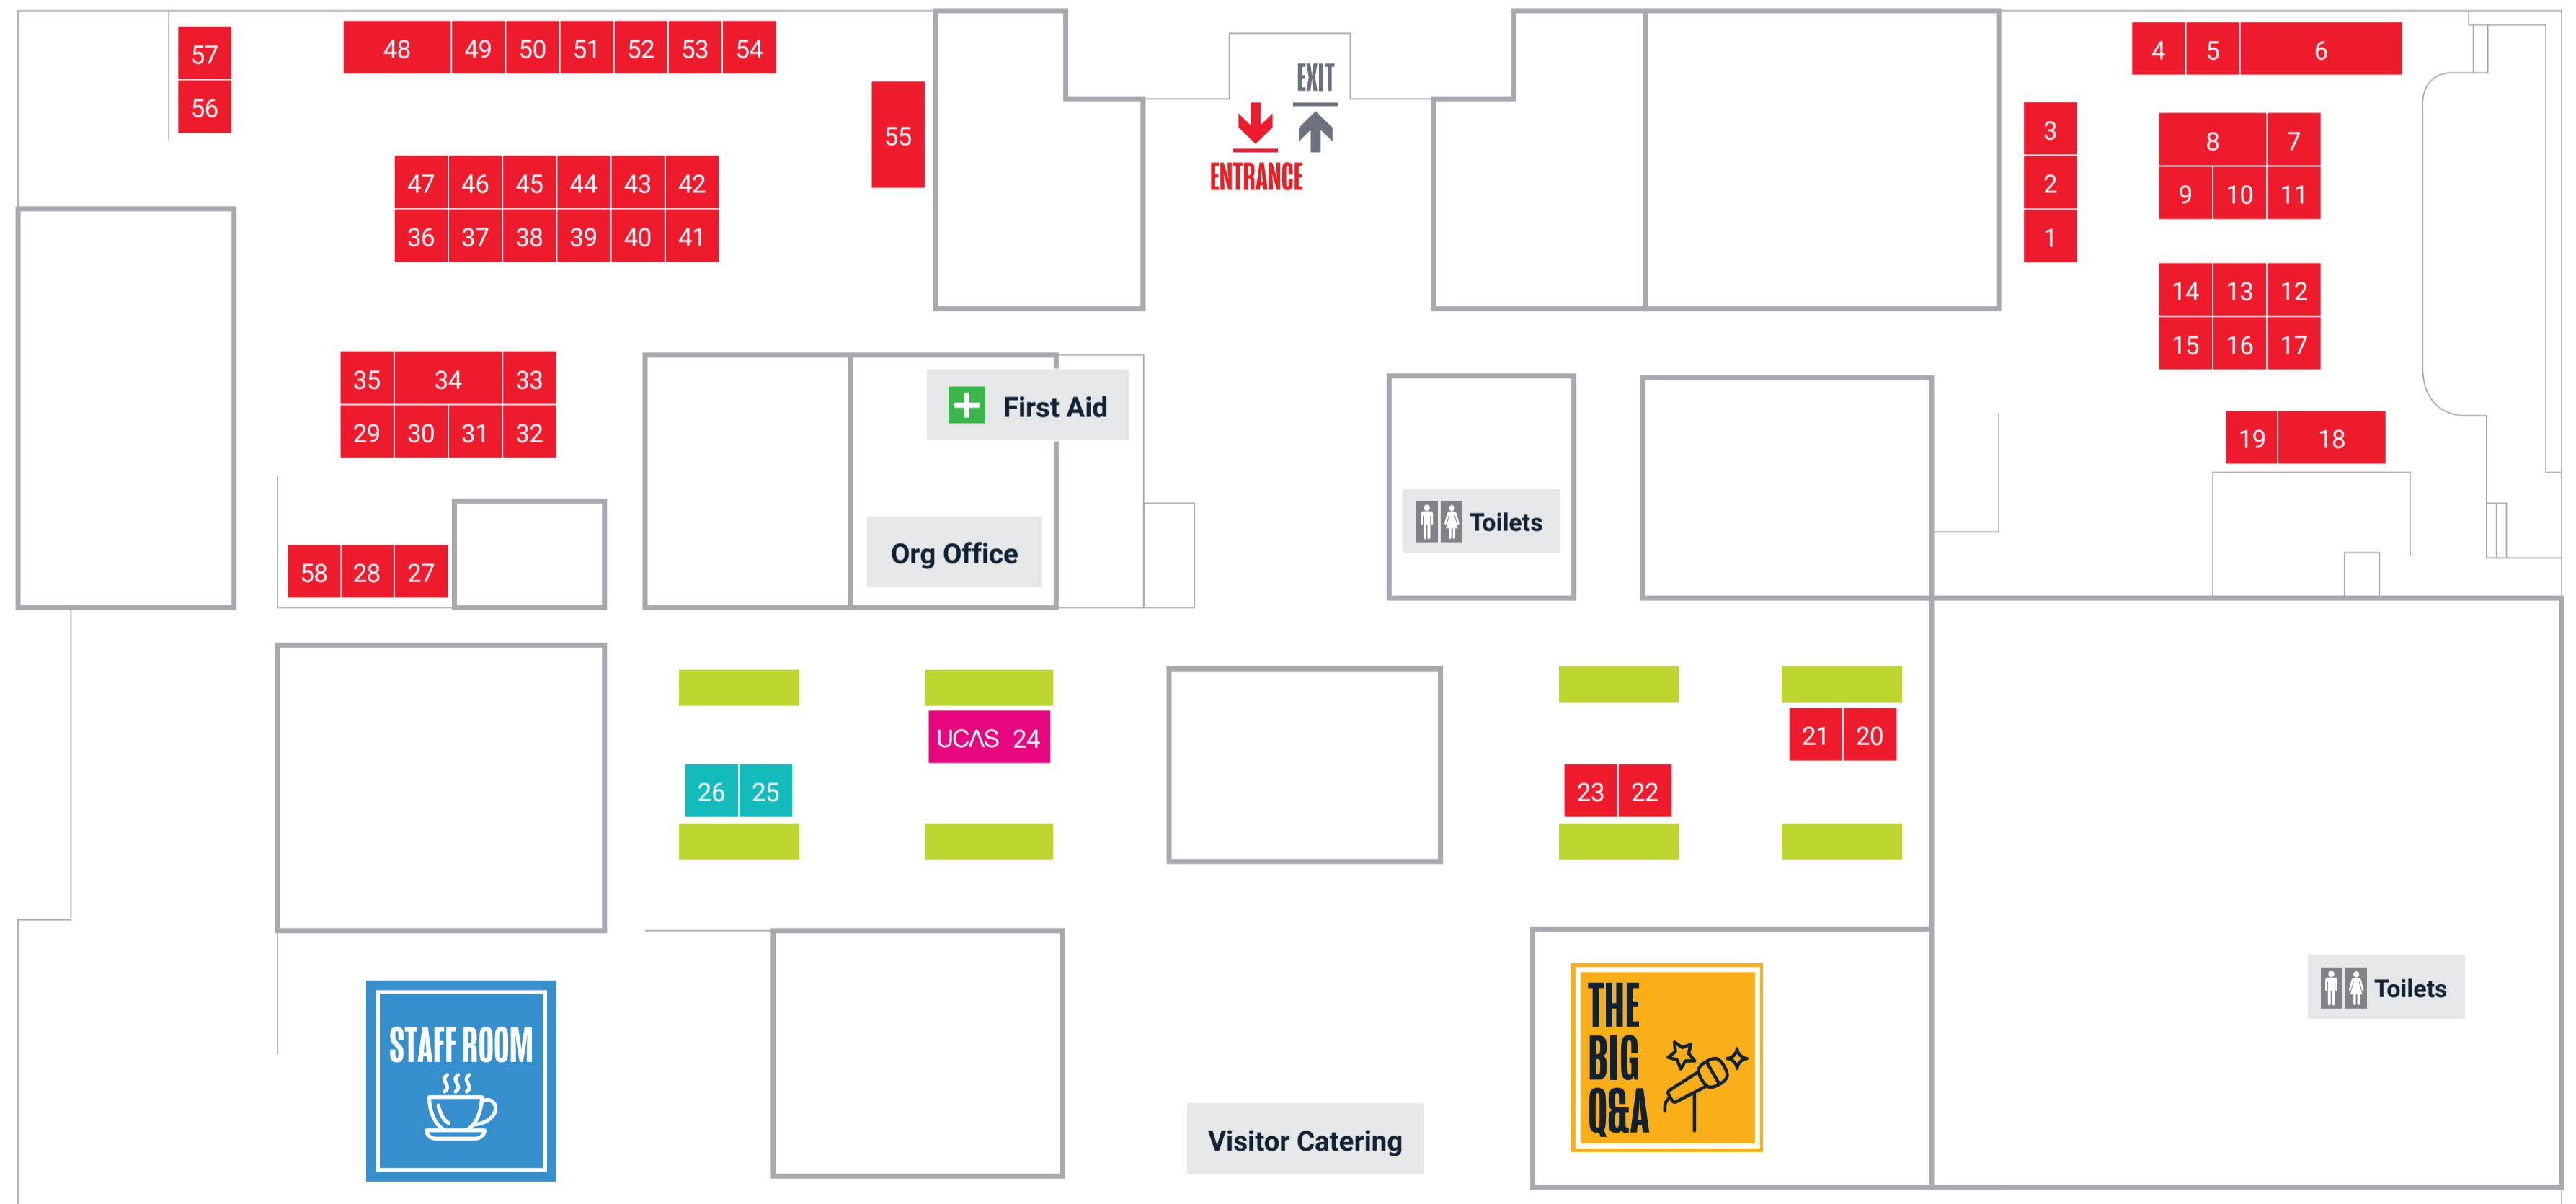 57
56
48 49 50 51 52 53 54
55
47 46 45 44 43 42
36 37 38 39 40 41
EXIT
ENTRANCE
4 5 6
3
2
1
8 7
9 10 11
14 13 12
15 16 17
19 18
35 34 33
29 30 31 32
58 28 27
First Aid
Org Office
Toilets
UCAS 24
26 25
21 20
23 22
STAFF ROOM
Visitor Catering
THE
BIG
Q&A
Toilets